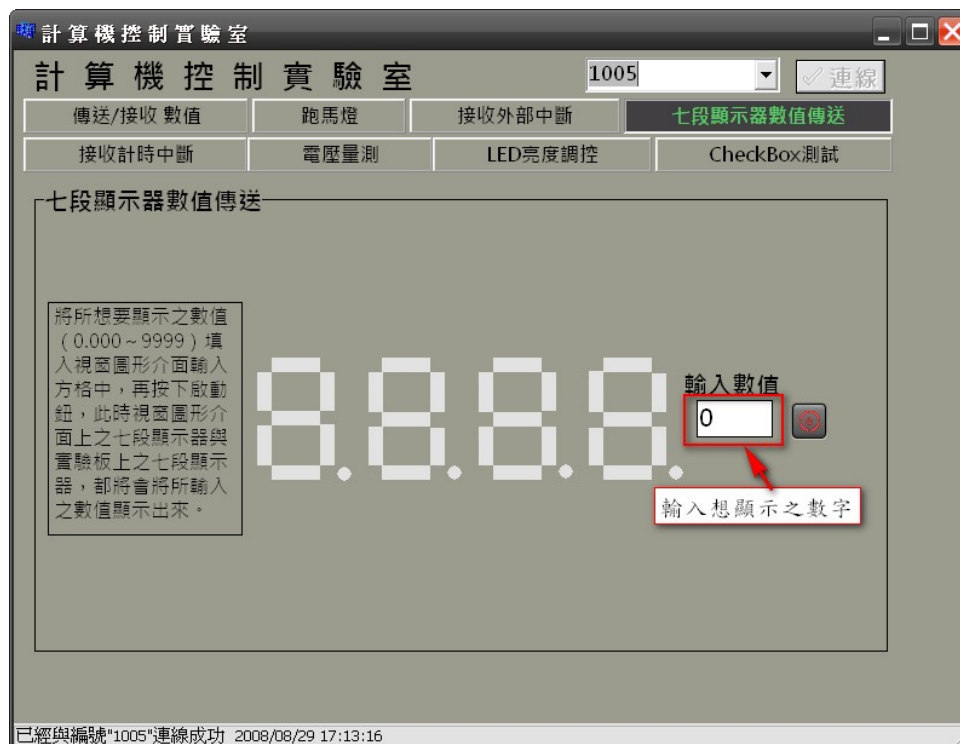 計算機控制實驗室
計算機控制實驗室
1005
連線
傳送/接收 數值
跑馬燈
接收外部中斷
七段顯示器數值傳送
接收計時中斷
電壓量測
LED亮度調控
CheckBox測試
七段顯示器數值傳送
將所想要顯示之數值
(0.000~9999)填
入視窗圖形介面輸入
方格中，再按下啟動
鈕，此時視窗圖形介
面上之七段顯示器與
實驗板上之七段顯示
器，都將會將所輸入
之數值顯示出來。
8.8.8.8.
輸入數值
0
輸入想顯示之數字
已經與編號"1005"連線成功 2008/08/29 17:13:16